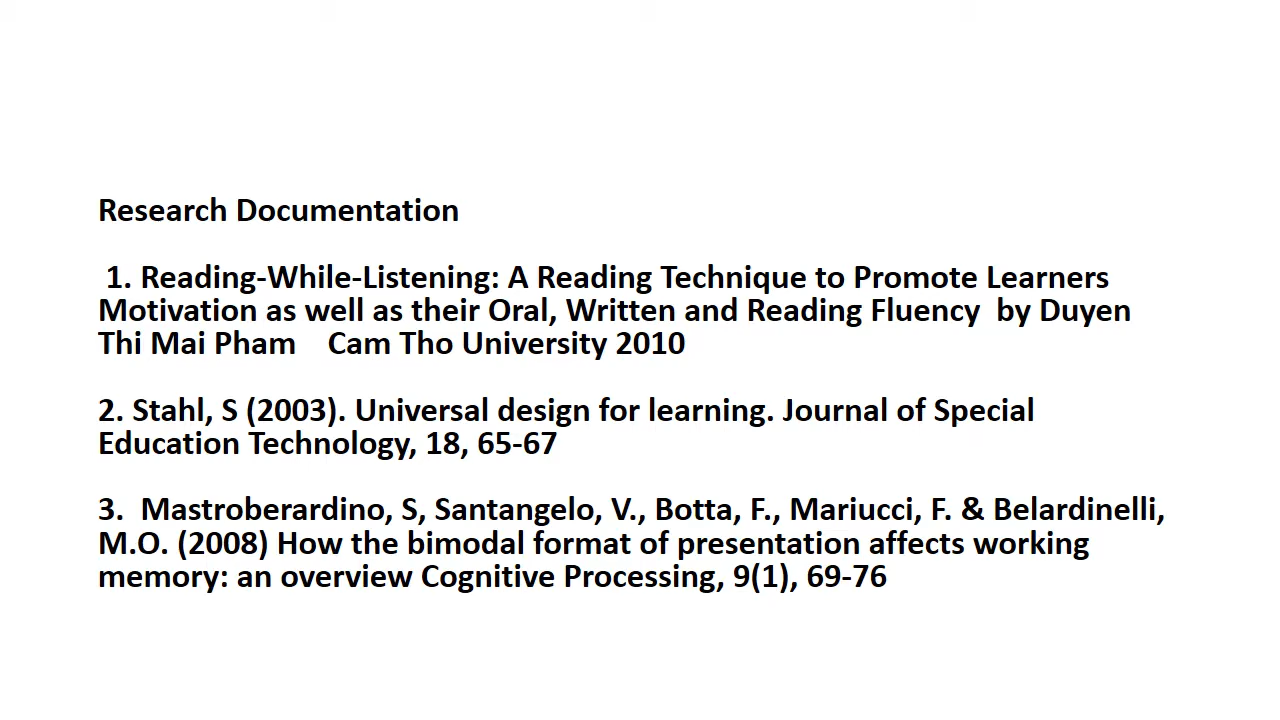 Research Documentation
1. Reading-While-Listening: A Reading Technique to Promote Learners
Motivation as well as their Oral, Written and Reading Fluency  by Duyen
Thi Mai Pham    Cam Tho University 2010
2. Stahl, S (2003). Universal design for learning. Journal of Special
Education Technology, 18, 65-67
3.  Mastroberardino, S, Santangelo, V., Botta, F., Mariucci, F. & Belardinelli,
M.O. (2008) How the bimodal format of presentation affects working
memory: an overview Cognitive Processing, 9(1), 69-76